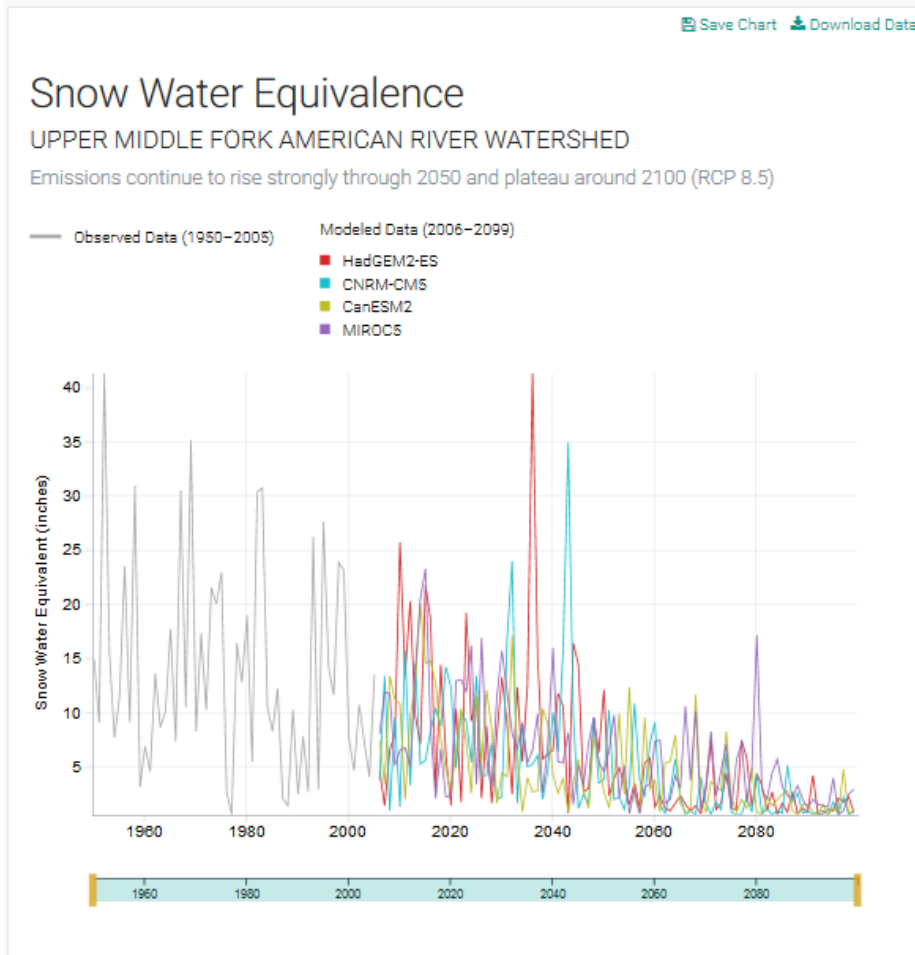 Save Chart Download Data
Snow Water Equivalence
UPPER MIDDLE FORK AMERICAN RIVER WATERSHED
Emissions continue to rise strongly through 2050 and plateau around 2100 (RCP 8.5)
Observed Data (1950–2005)
Modeled Data (2006–2099)
HadGEM2-ES
CNRM-CM5
CanESM2
MIROC5
Snow Water Equivalent (inches)
40
35
30
25
20
15
10
5
1960 1980 2000 2020 2040 2060 2080
1960 1980 2000 2020 2040 2060 2080